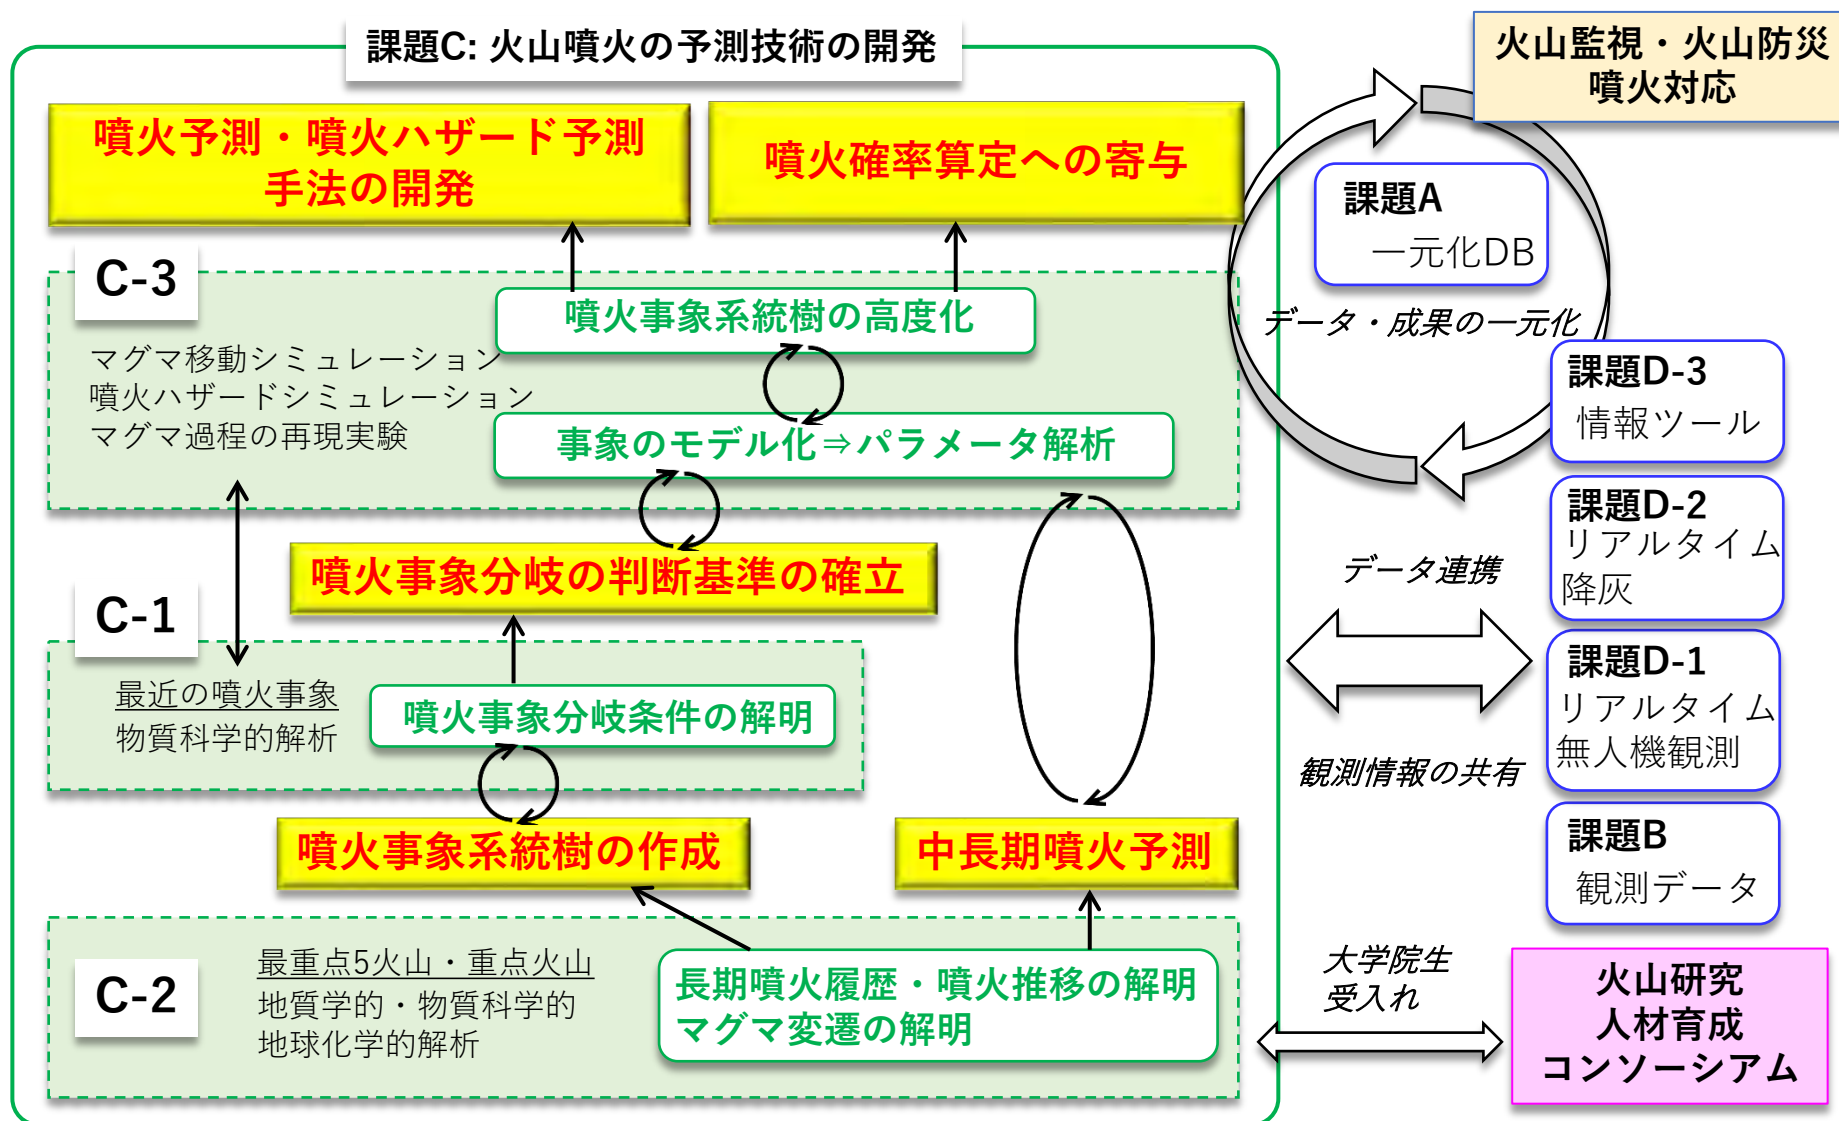 課題C: 火山噴火の予測技術の開発
噴火予測・噴火ハザード予測
手法の開発
噴火確率算定への寄与
C-3
噴火事象系統樹の高度化
マグマ移動シミュレーション
噴火ハザードシミュレーション
マグマ過程の再現実験
事象のモデル化⇒パラメータ解析
噴火事象分岐の判断基準の確立
C-1
最近の噴火事象
物質科学的解析
噴火事象分岐条件の解明
噴火事象系統樹の作成
中長期噴火予測
C-2
最重点5火山・重点火山
地質学的・物質科学的
地球化学的解析
長期噴火履歴・噴火推移の解明
マグマ変遷の解明
火山監視・火山防災
噴火対応
課題A
一元化DB
データ・成果の一元化
課題D-3
情報ツール
課題D-2
リアルタイム
降灰
データ連携
課題D-1
リアルタイム
無人機観測
観測情報の共有
課題B
観測データ
大学院生
受入れ
火山研究
人材育成
コンソーシアム